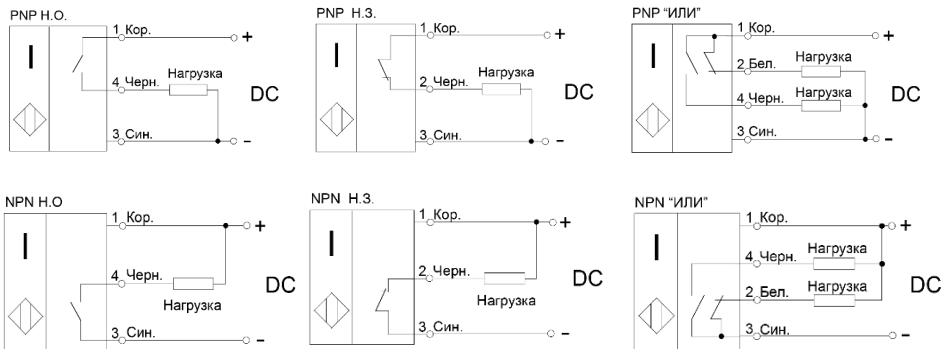 PNP Н.О.
1 Кор. +
4 Черн. Нагрузка
DC
3 Син. -
PNP Н.З.
1 Кор. +
2 Черн. Нагрузка
DC
3 Син. -
PNP “ИЛИ”
1 Кор. +
2 Бел. Нагрузка
4 Черн. Нагрузка
DC
3 Син. -
NPN Н.О
1 Кор. +
4 Черн.
Нагрузка
DC
3 Син. -
NPN Н.З.
1 Кор. +
2 Черн.
Нагрузка
DC
3 Син. -
NPN “ИЛИ”
1 Кор. +
4 Черн. Нагрузка
2 Бел. Нагрузка
DC
3 Син. -